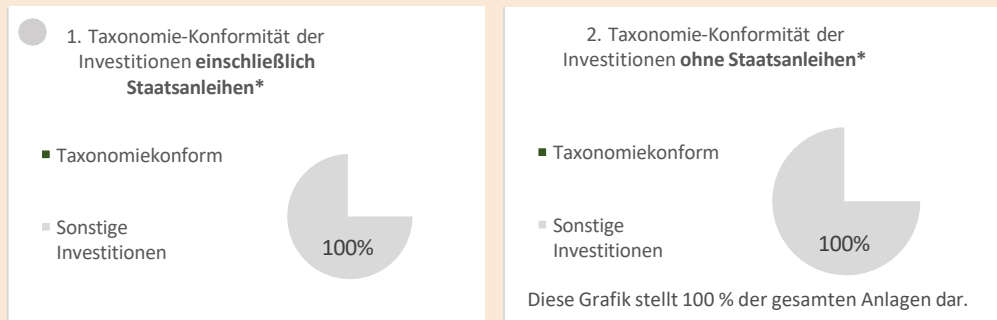 1. Taxonomie-Konformität der
Investitionen einschließlich
Staatsanleihen*
Taxonomiekonform
Sonstige
Investitionen
100%
2. Taxonomie-Konformität der
Investitionen ohne Staatsanleihen*
Taxonomiekonform
Sonstige
Investitionen
100%
Diese Grafik stellt 100 % der gesamten Anlagen dar.